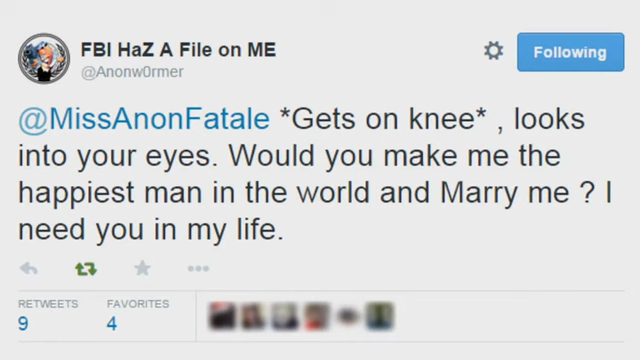 FBI HaZ A File on ME
@Anonw0rmer
Following
@MissAnonFatale *Gets on knee* , looks
into your eyes. Would you make me the
happiest man in the world and Marry me ? I
need you in my life.
RETWEETS FAVORITES
9 4